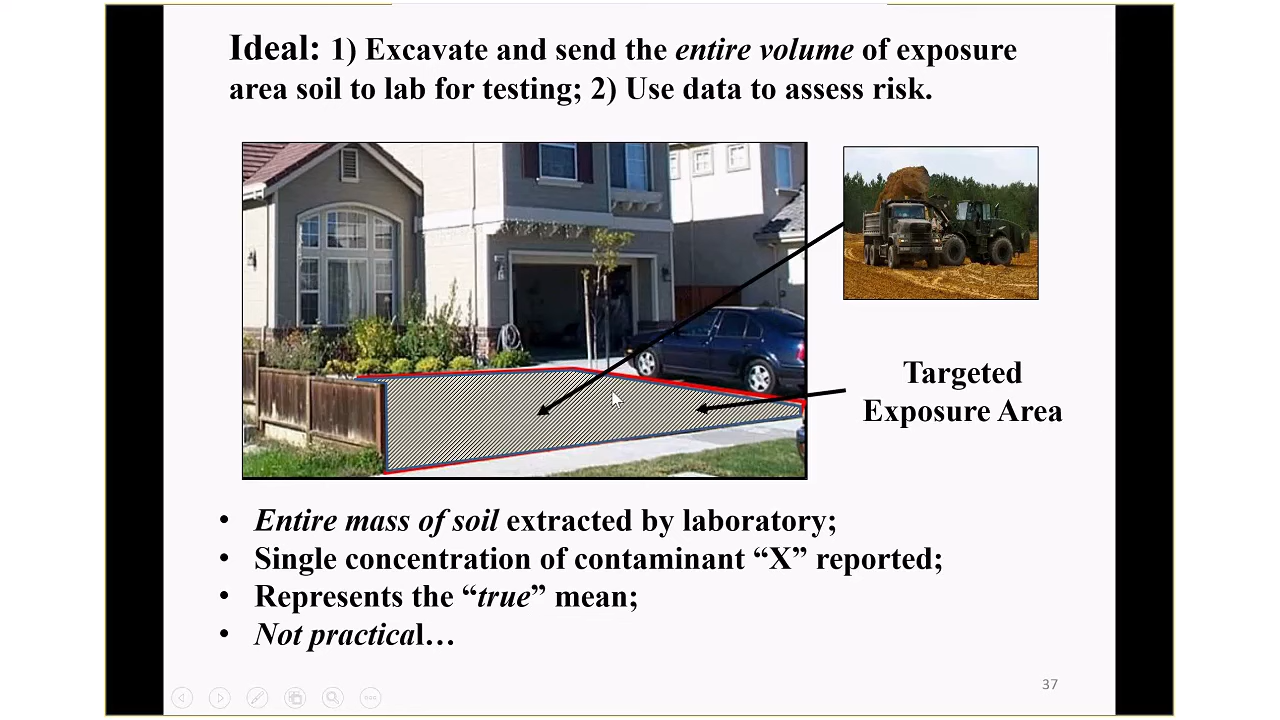 Ideal: 1) Excavate and send the entire volume of exposure
area soil to lab for testing; 2) Use data to assess risk.
Targeted
Exposure Area
• Entire mass of soil extracted by laboratory;
• Single concentration of contaminant “X” reported;
• Represents the “true” mean;
• Not practical…
37